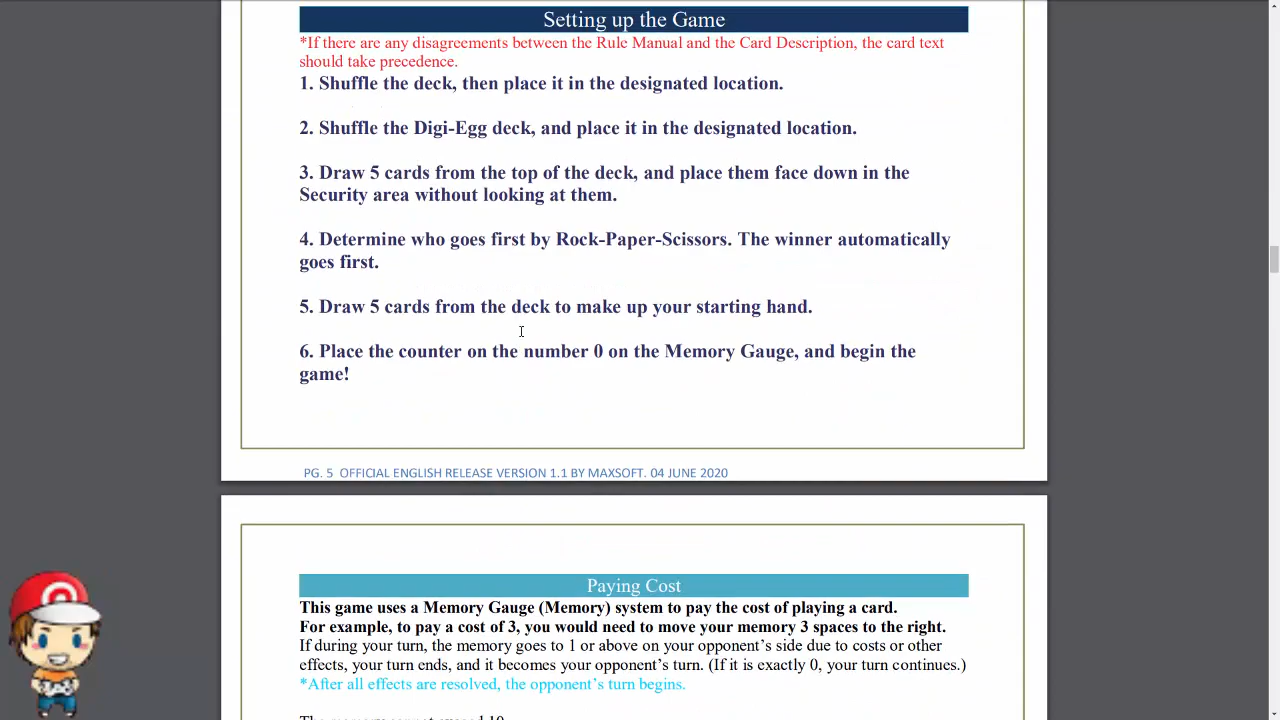 Setting up the Game
*If there are any disagreements between the Rule Manual and the Card Description, the card text
should take precedence.
1. Shuffle the deck, then place it in the designated location.
2. Shuffle the Digi-Egg deck, and place it in the designated location.
3. Draw 5 cards from the top of the deck, and place them face down in the
Security area without looking at them.
4. Determine who goes first by Rock-Paper-Scissors. The winner automatically
goes first.
5. Draw 5 cards from the deck to make up your starting hand.
6. Place the counter on the number 0 on the Memory Gauge, and begin the
game!
PG. 5 OFFICIAL ENGLISH RELEASE VERSION 1.1 BY MAXSOFT. 04 JUNE 2020
Paying Cost
This game uses a Memory Gauge (Memory) system to pay the cost of playing a card.
For example, to pay a cost of 3, you would need to move your memory 3 spaces to the right.
If during your turn, the memory goes to 1 or above on your opponent's side due to costs or other
effects, your turn ends, and it becomes your opponent's turn. (If it is exactly 0, your turn continues.)
*After all effects are resolved, the opponent's turn begins.